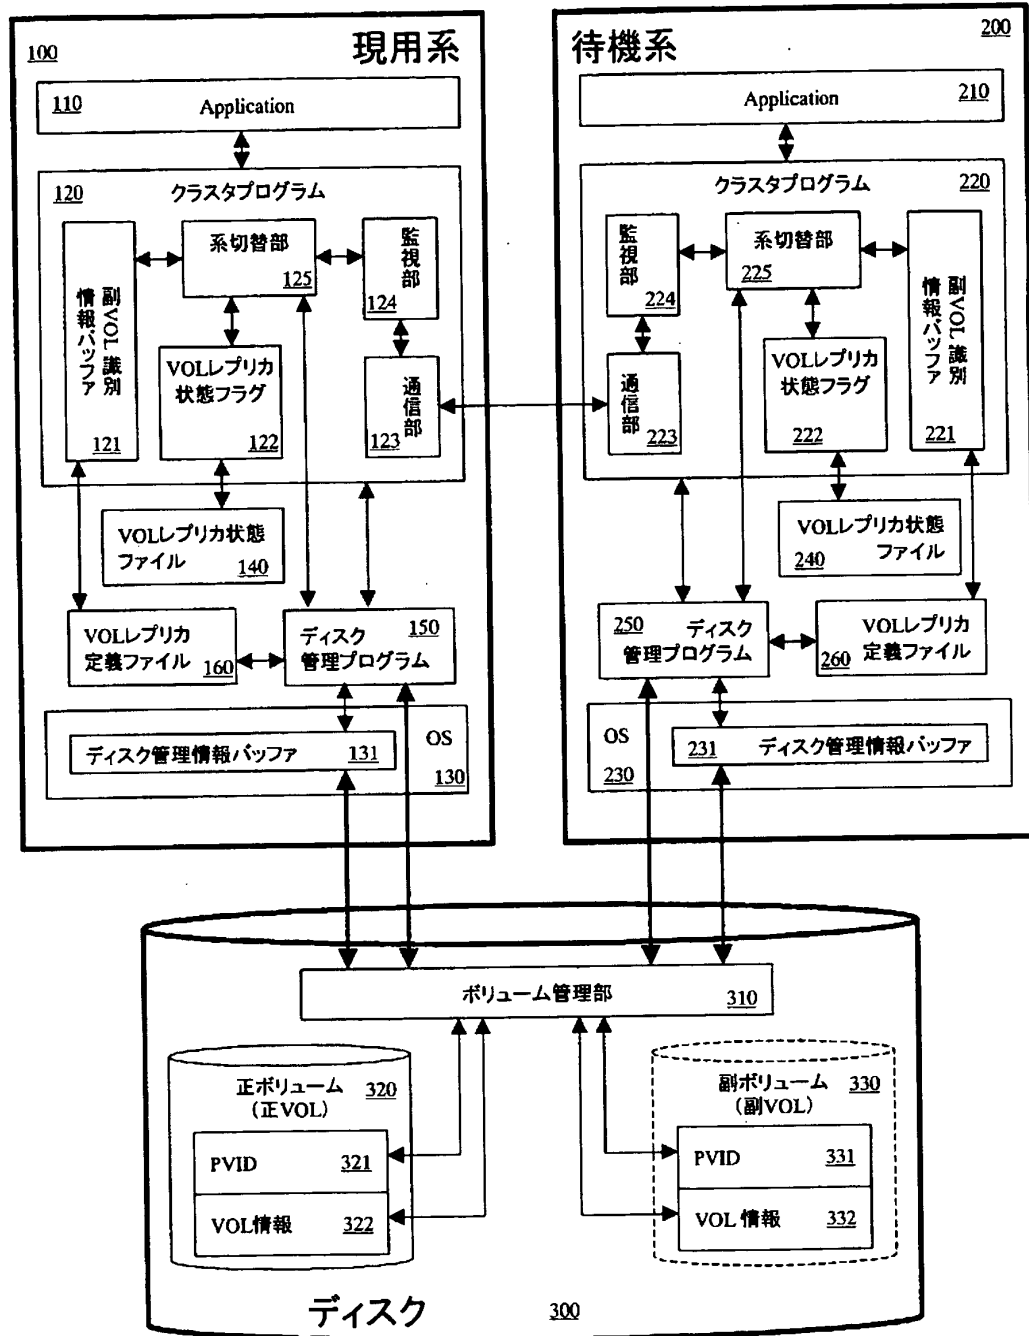 100
現用系
110
Application
120
クラスタプログラム
副VOL識別
情報バッファ
121
系切替部
125
監視部
124
VOLレプリカ
状態フラグ
122
通信部
123
VOLレプリカ状態
ファイル
140
VOLレプリカ
定義ファイル
160
150
ディスク
管理プログラム
OS
130
ディスク管理情報バッファ
131
待機系
200
Application
210
クラスタプログラム
220
監視部
224
系切替部
225
副VOL識別
情報バッファ
221
通信部
223
VOLレプリカ
状態フラグ
222
VOLレプリカ状態
ファイル
240
250
ディスク
管理プログラム
VOLレプリカ
定義ファイル
260
OS
230
231
ディスク管理情報バッファ
ボリューム管理部
310
正ボリューム
(正VOL)
320
PVID
321
VOL情報
322
副ボリューム
(副VOL)
330
PVID
331
VOL 情報
332
ディスク
300